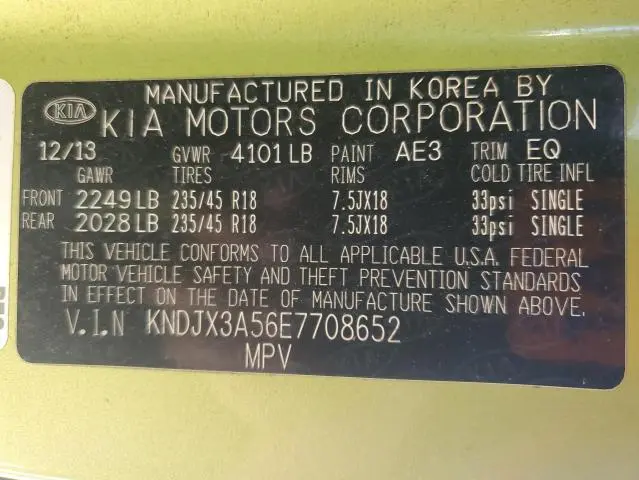 MANUFACTURED IN KOREA BY
KIA KIA MOTORS CORPORATION
12/13 GVWR 4101 LB PAINT AE3 TRIM EQ
GAWR TIRES RIMS COLD TIRE INFL
FRONT 2249 LB 235/45 R18 7.5JX18 33psi SINGLE
REAR 2028 LB 235/45 R18 7.5JX18 33psi SINGLE
THIS VEHICLE CONFORMS TO ALL APPLICABLE U.S.A. FEDERAL
MOTOR VEHICLE SAFETY AND THEFT PREVENTION STANDARDS
IN EFFECT ON THE DATE OF MANUFACTURE SHOWN ABOVE.
V.I.N KNDJX3A56E7708652
MPV